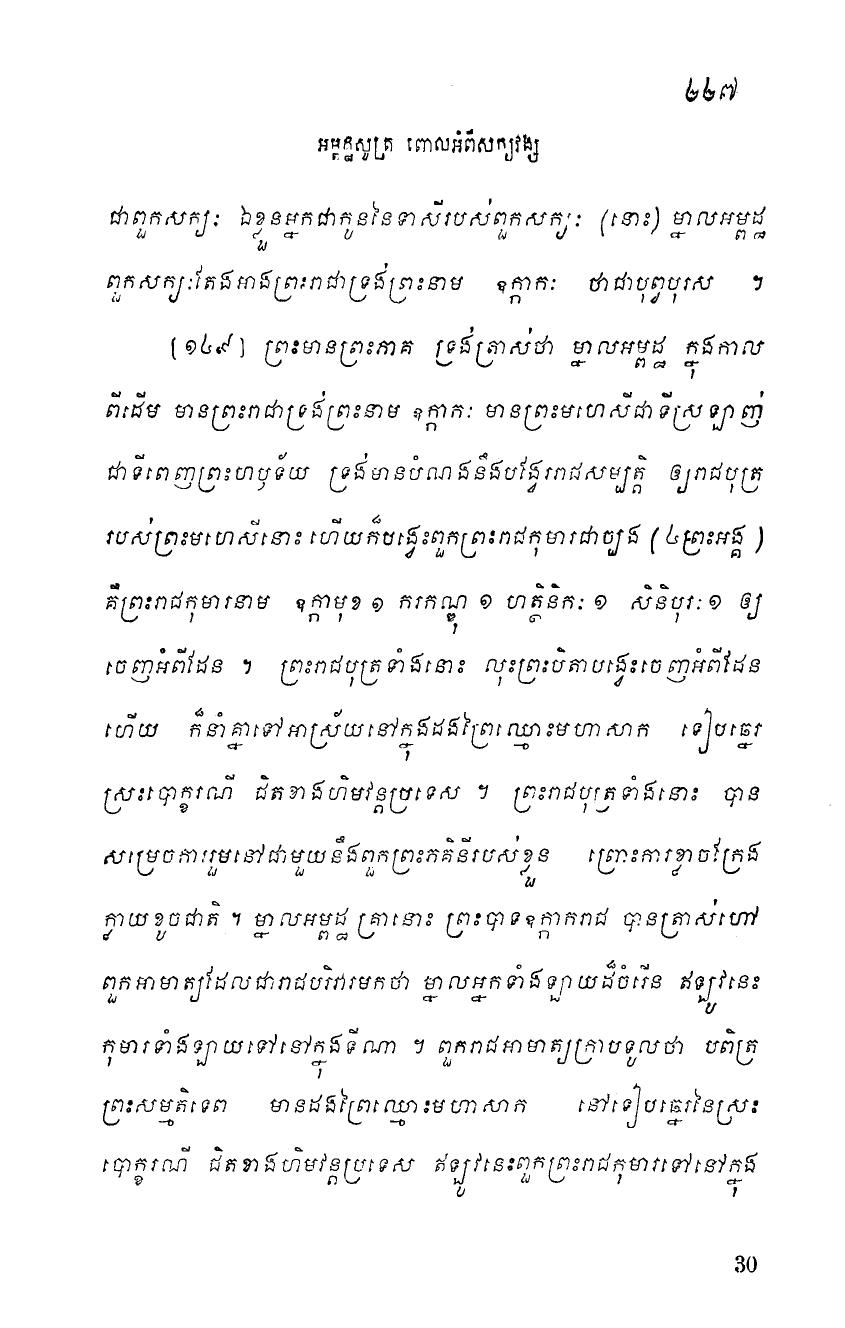 ២២៧
អម្ពដ្ឋសូត្រ ពោលអំពីសក្យវង្ស
ជាពួកសក្យៈ ឯខ្លួនអ្នកជាកូននៃទាសីរបស់ពួកសក្យៈ (នោះ) ម្នាលអម្ពដ្ឋ
ពួកសក្យៈតែងអាងព្រះរាជាទ្រង់ព្រះនាម ឧក្កាកៈ ថាជាបុព្វបុរស ។
[១៤៩] ព្រះមានព្រះភាគ ទ្រង់ត្រាស់ថា ម្នាលអម្ពដ្ឋ ក្នុងកាល
ពីដើម មានព្រះរាជាទ្រង់ព្រះនាម ឧក្កាកៈ មានព្រះមហេសីជាទីស្រឡាញ់
ជាទីពេញព្រះហឫទ័យ ទ្រង់មានបំណងនឹងបង្វែររាជសម្បត្តិ ឲ្យរាជបុត្រ
របស់ព្រះមហេសីនោះ ហើយក៏បង្វេះពួកព្រះរាជកុមារជាច្បង (៤ព្រះអង្គ )
គឺព្រះរាជកុមារនាម ឧក្កាមុខ ១ ករកណ្ឌុ ១ ហត្ថិនិកៈ ១ សិនិបុរៈ ១ ឲ្យ
ចេញអំពីដែន ។ ព្រះរាជបុត្រទាំងនោះ លុះព្រះបិតាបង្វេះចេញអំពីដែន
ហើយ ក៏នាំគ្នាទៅអាស្រ័យនៅក្នុងដងព្រៃឈ្មោះមហាសាក ទៀបឆ្នេរ
ស្រះបោក្ខរណី ជិតខាងហិមវន្តប្រទេស ។ ព្រះរាជបុត្រទាំងនោះ បាន
សម្រេចការរួមនៅជាមួយនឹងពួកព្រះភគិនីរបស់ខ្លួន ព្រោះការខ្លាចក្រែង
ក្លាយខូចជាតិ ។ ម្នាលអម្ពដ្ឋ គ្រានោះ ព្រះបាទឧក្កាករាជ បានត្រាស់ហៅ
ពួកអាមាត្យដែលជារាជបរិវារមកថា ម្នាលអ្នកទាំងឡាយដ៏ចំរើន ឥឡូវនេះ
កុមារទាំងឡាយទៅនៅក្នុងទីណា ។ ពួករាជអាមាត្យក្រាបទូលថា បពិត្រ
ព្រះសម្មតិទេព មានដងព្រៃឈ្មោះមហាសាក នៅទៀបឆ្នេរនៃស្រះ
បោក្ខរណី ជិតខាងហិមវន្តប្រទេស ឥឡូវនេះពួកព្រះរាជកុមារទៅនៅក្នុង
30